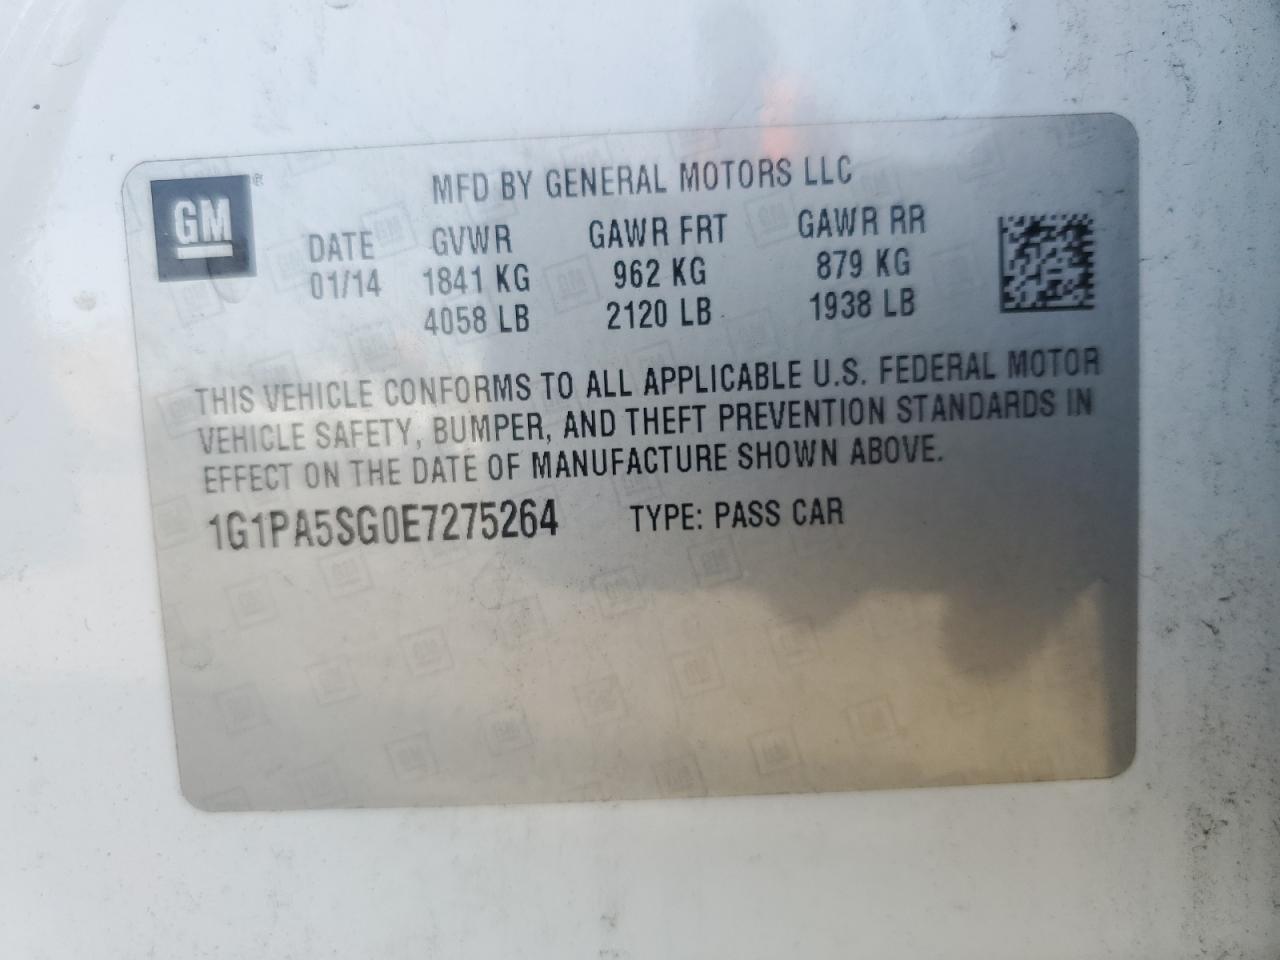 GM
MFD BY GENERAL MOTORS LLC
DATE GVWR GAWR FRT GAWR RR
01/14 1841 KG 962 KG 879 KG
4058 LB 2120 LB 1938 LB
THIS VEHICLE CONFORMS TO ALL APPLICABLE U.S. FEDERAL MOTOR
VEHICLE SAFETY, BUMPER, AND THEFT PREVENTION STANDARDS IN
EFFECT ON THE DATE OF MANUFACTURE SHOWN ABOVE.
1G1PA5SG0E7275264 TYPE: PASS CAR